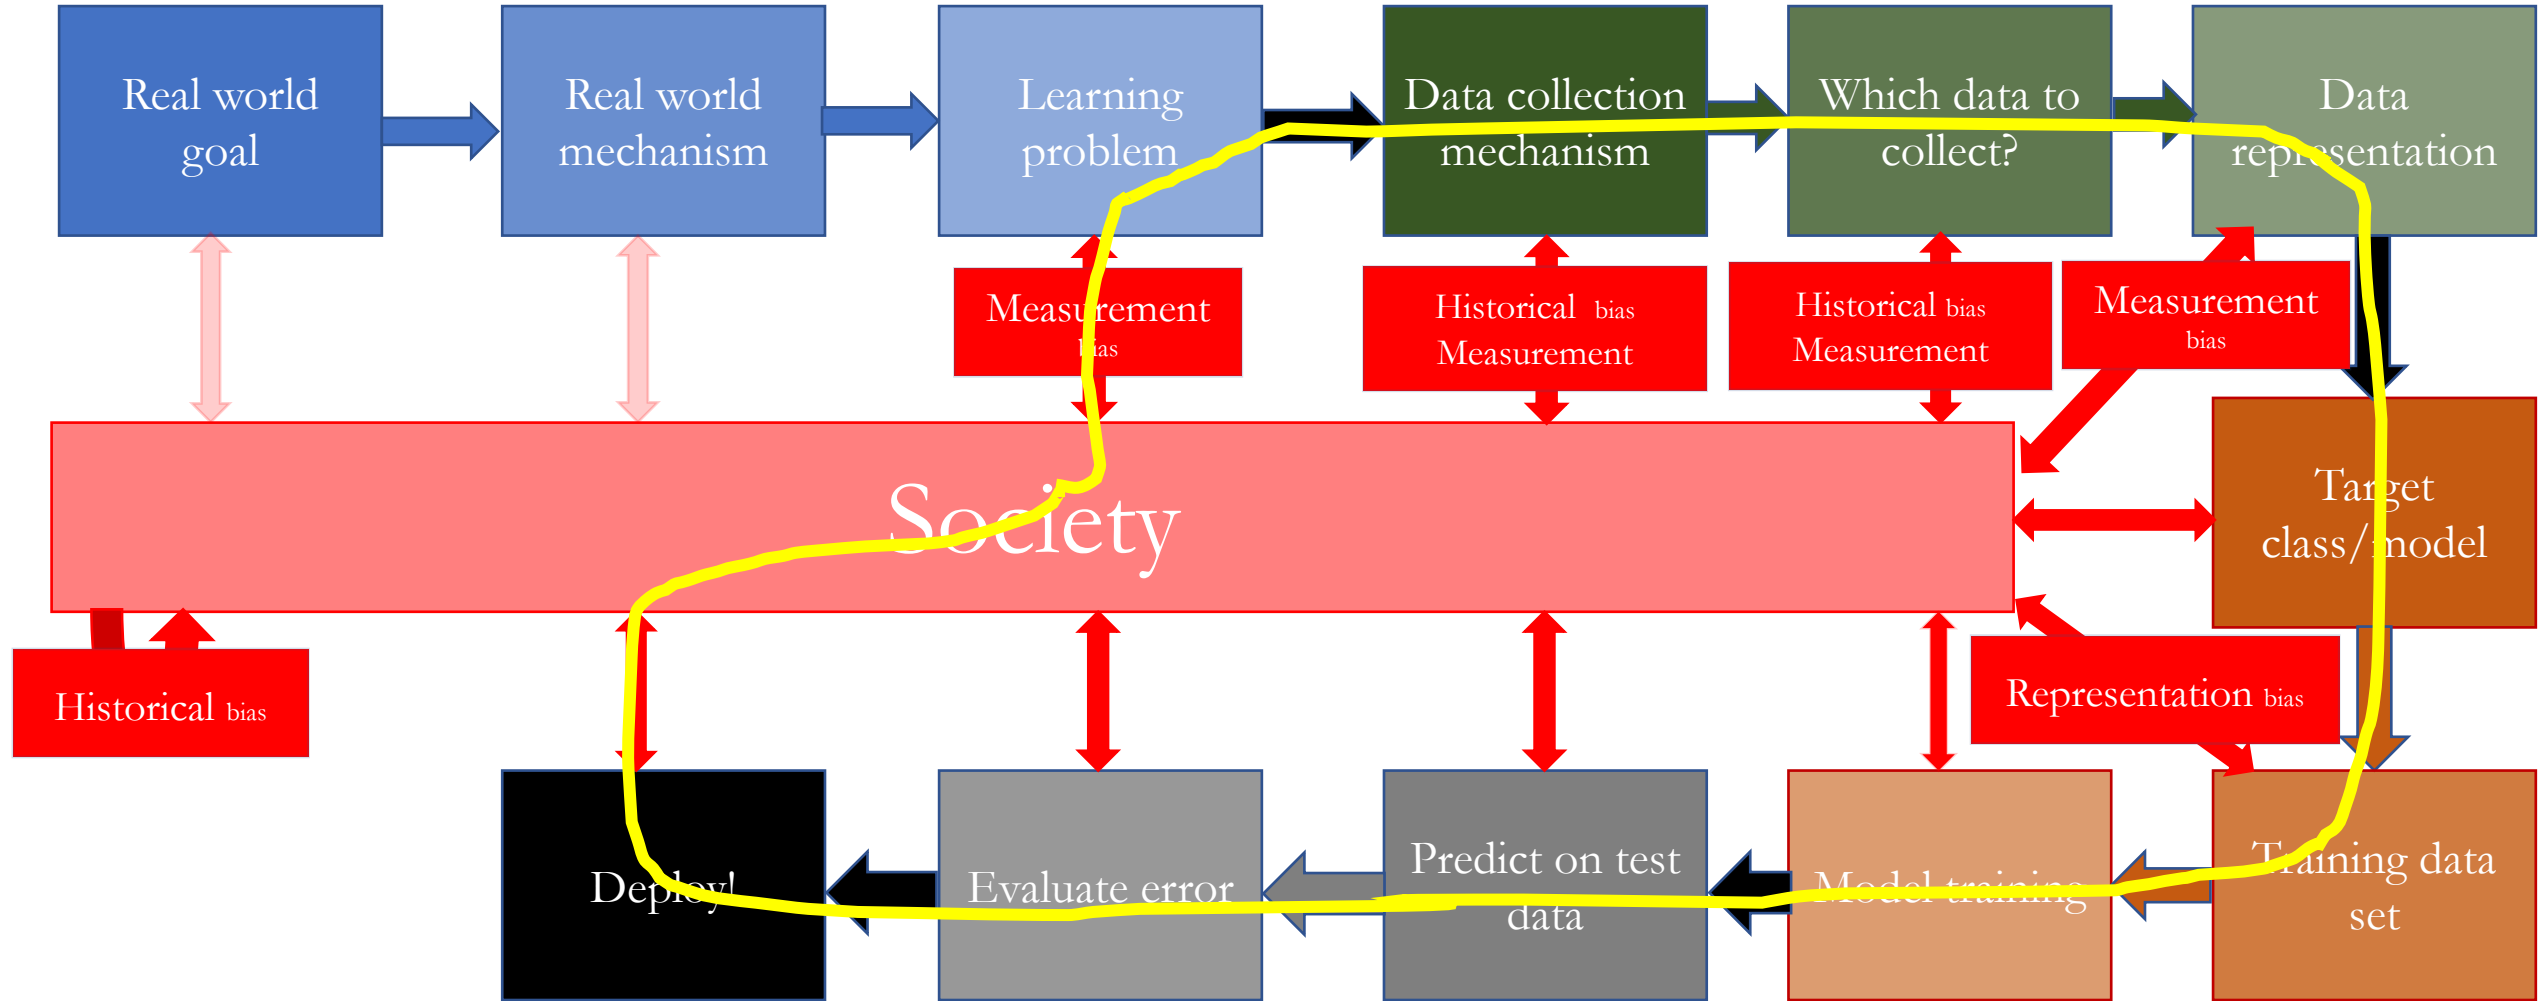 Real world
goal
Real world
mechanism
Learning
problem
Data collection
mechanism
Which data to
collect?
Data
representation
Measurement
bias
Historical bias
Measurement
Historical bias
Measurement
Measurement
bias
Society
Target
class/model
Historical bias
Representation bias
Deploy!
Evaluate error
Predict on test
data
Model training
Training data
set